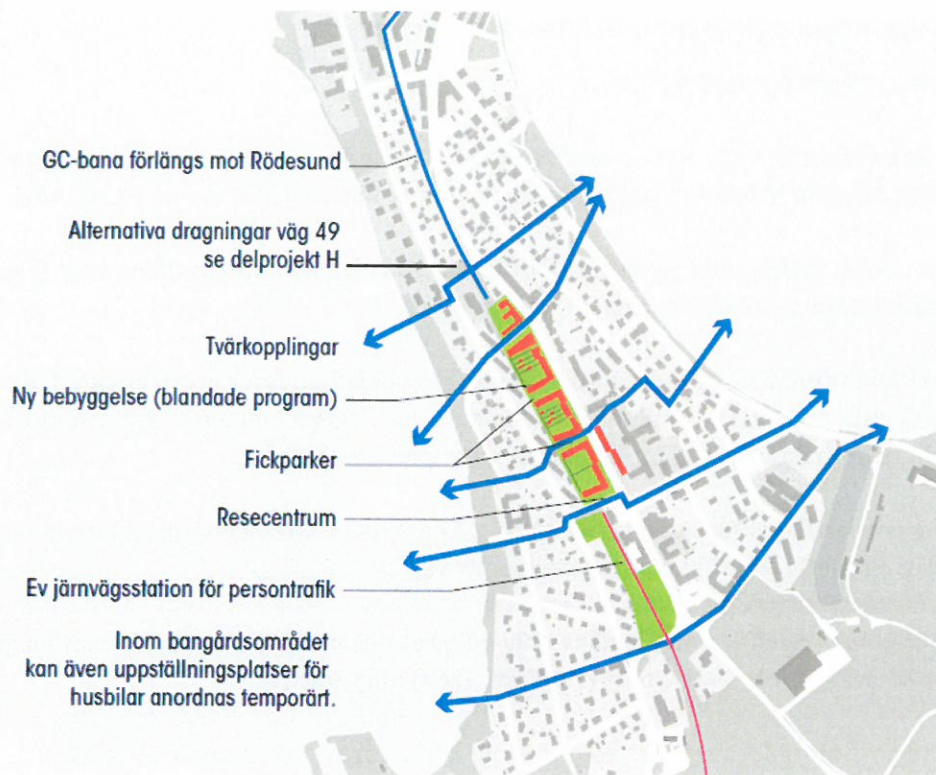 GC-bana förlängs mot Rödesund
Alternativa dragningar väg 49
se delprojekt H
Tvärkopplingar
Ny bebyggelse (blandade program)
Fickparker
Resecentrum
Ev järnvägsstation för persontrafik
Inom bangårdsområdet
kan även uppställningsplatser för
husbilar anordnas temporärt.